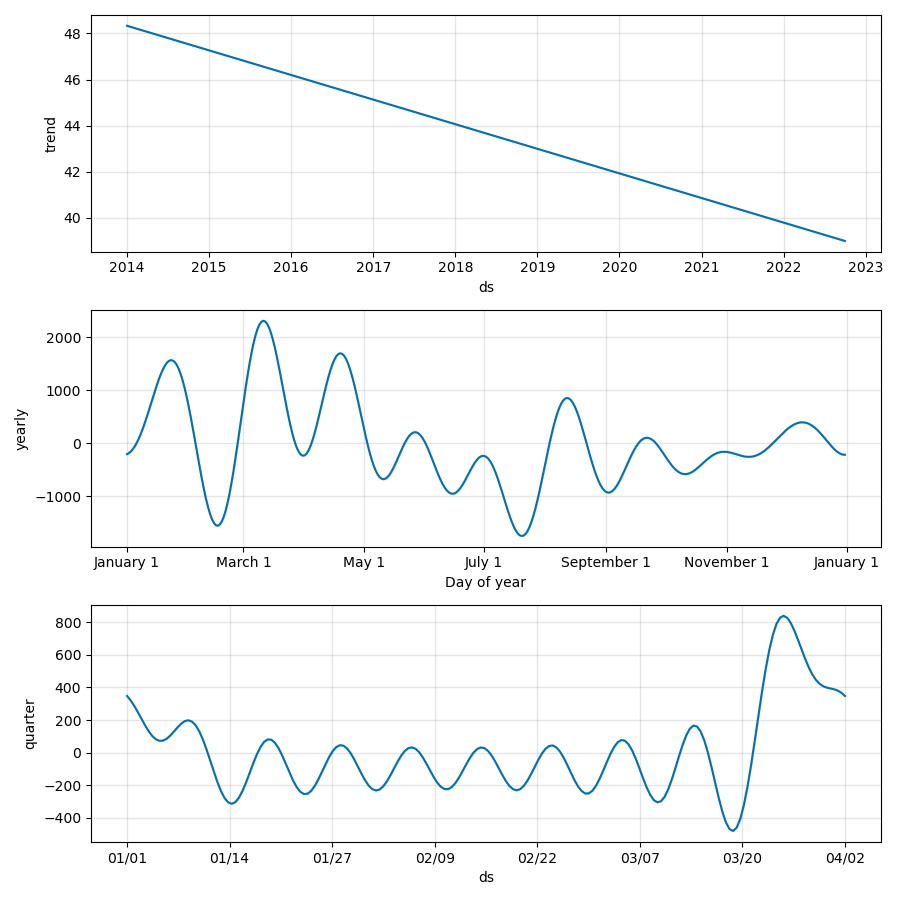 48
46
44
42
40
trend
2014 2015 2016 2017 2018 2019 2020 2021 2022 2023
ds
2000
1000
0
−1000
yearly
January 1 March 1 May 1 July 1 September 1 November 1 January 1
Day of year
800
600
400
200
0
−200
−400
quarter
01/01 01/14 01/27 02/09 02/22 03/07 03/20 04/02
ds